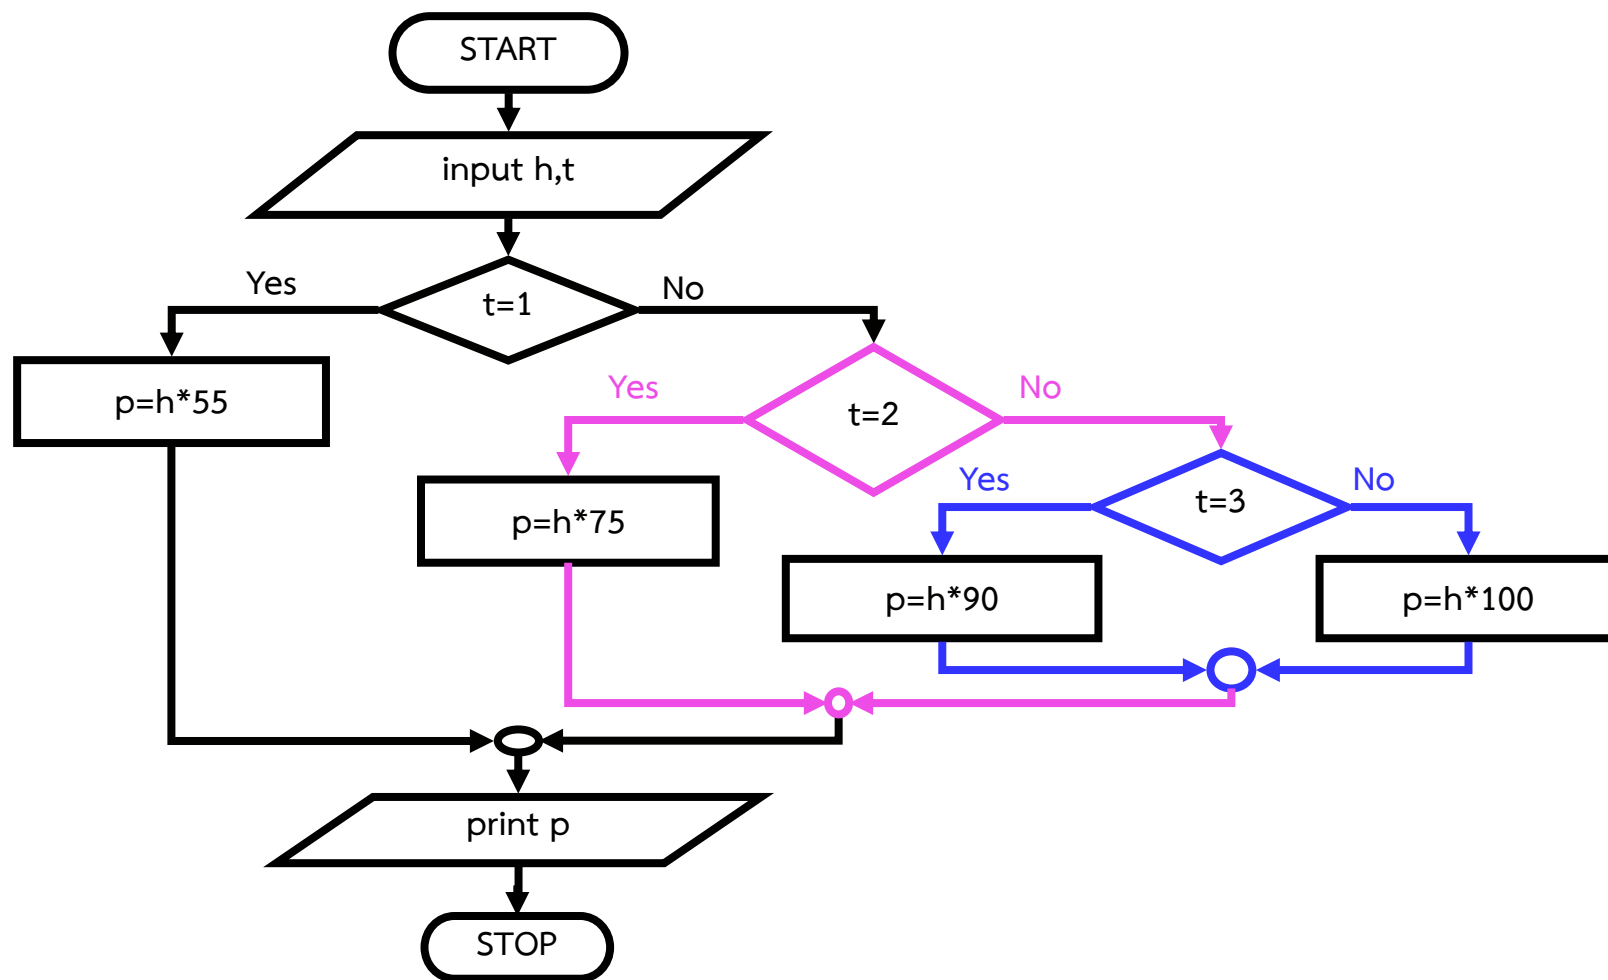 START
input h,t
Yes
t=1
No
p=h*55
Yes
t=2
No
p=h*75
Yes
t=3
No
p=h*90
p=h*100
print p
STOP